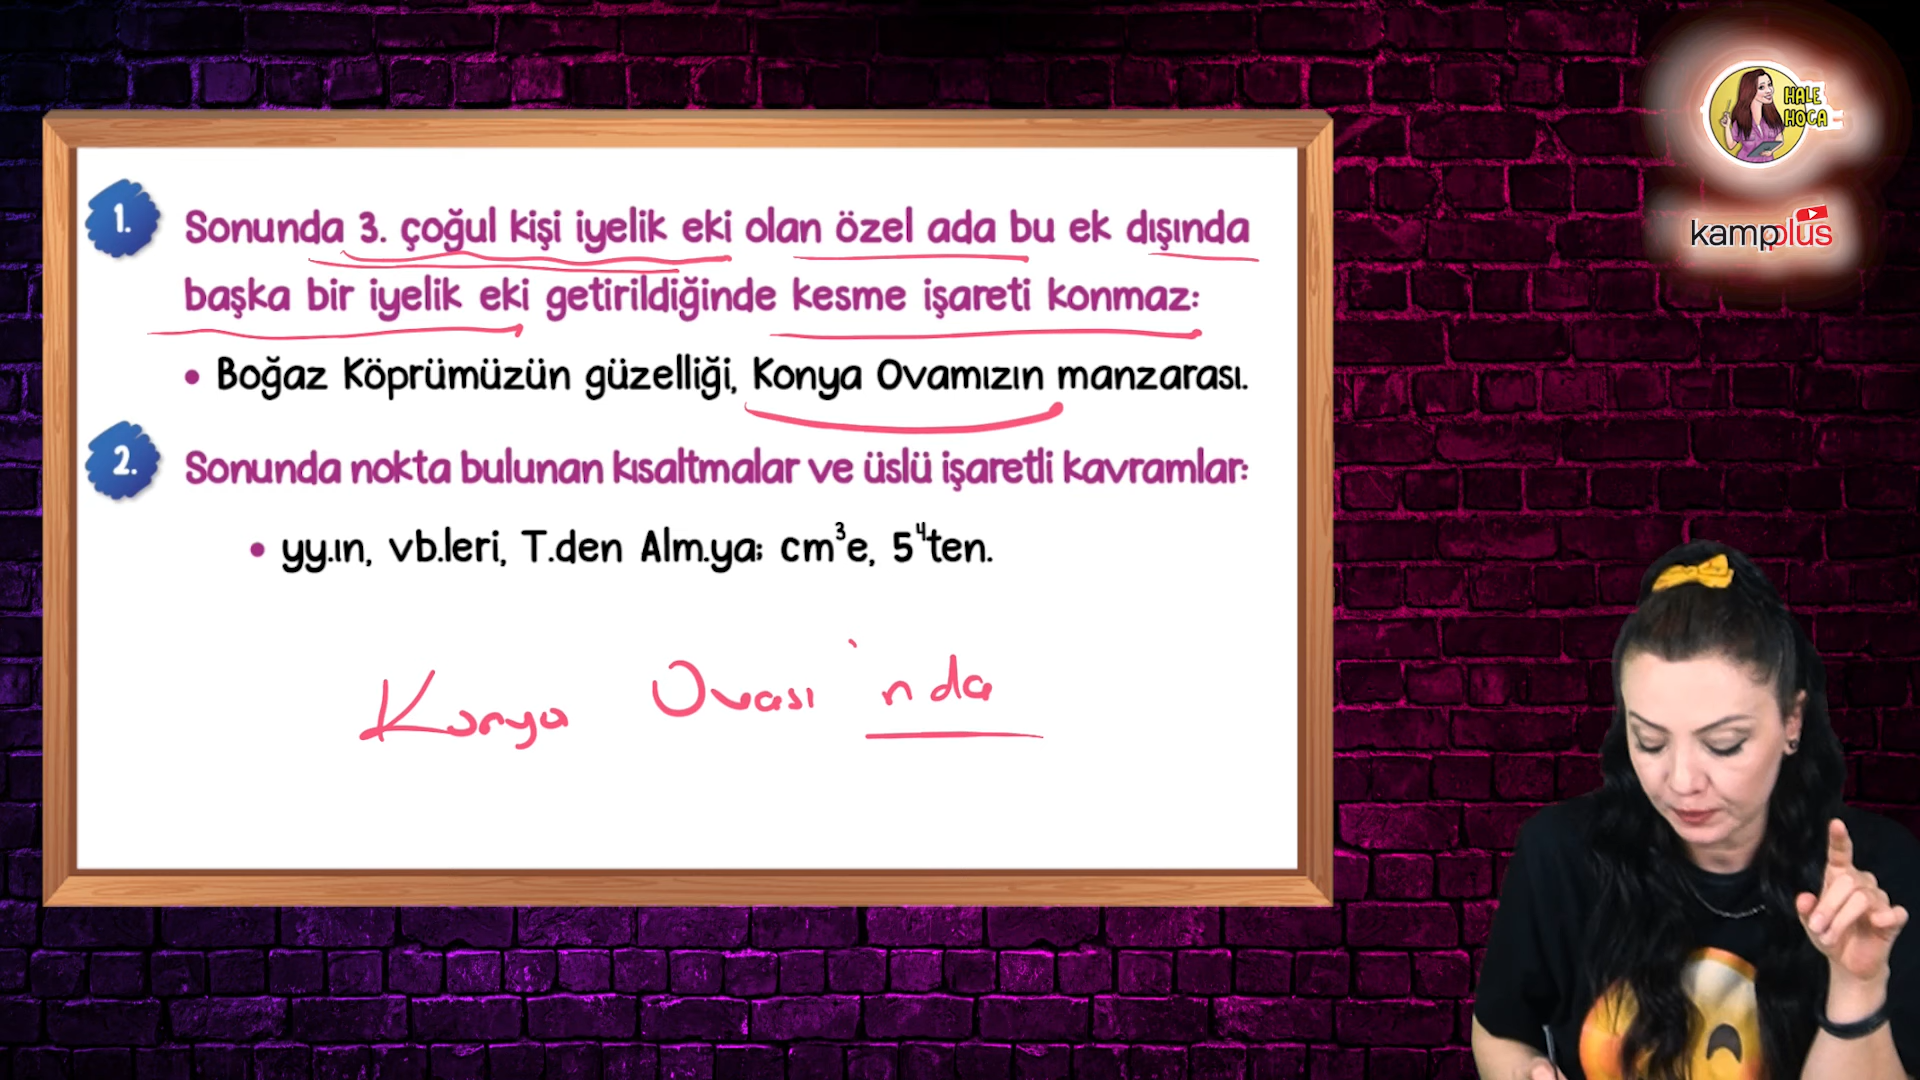 HALE
HOCA
kampplus
1. Sonunda 3. çoğul kişi iyelik eki olan özel ada bu ek dışında
başka bir iyelik eki getirildiğinde kesme işareti konmaz:
• Boğaz Köprümüzün güzelliği, Konya Ovamızın manzarası.
2. Sonunda nokta bulunan kısaltmalar ve üslü işaretli kavramlar:
• yy.ın, vb.leri, T.den Alm.ya; cm³e, 5⁴ten.
Konya Ovası'nda